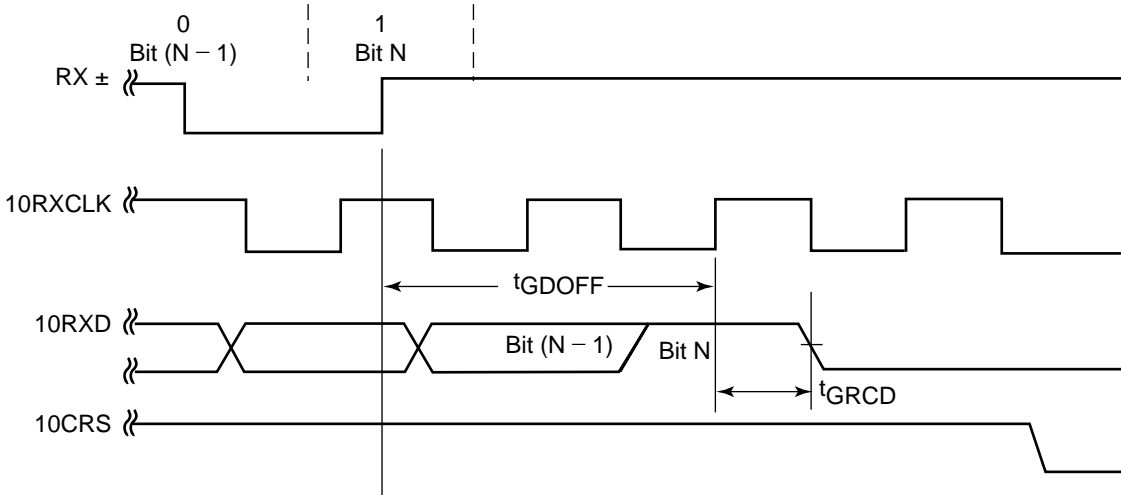 0
Bit (N – 1)
1
Bit N
RX ±
10RXCLK
tGDOFF
10RXD
Bit (N – 1)
Bit N
tGRCD
10CRS